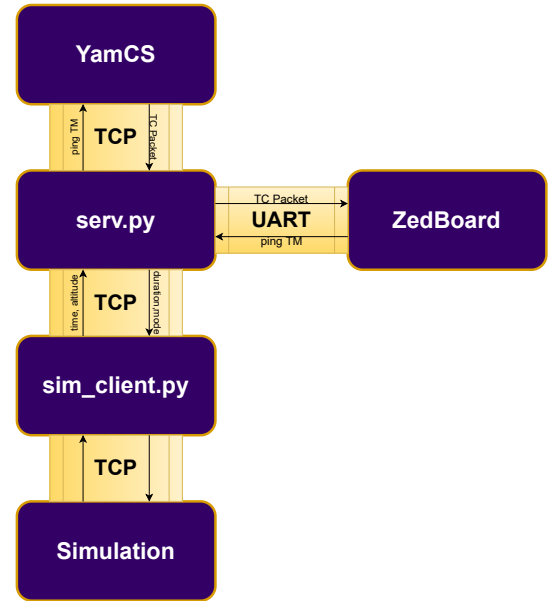 YamCS
ping TM
TCP
TC Packet
serv.py
TC Packet
UART
ping TM
ZedBoard
time, altitude
TCP
duration,mode
sim_client.py
TCP
Simulation